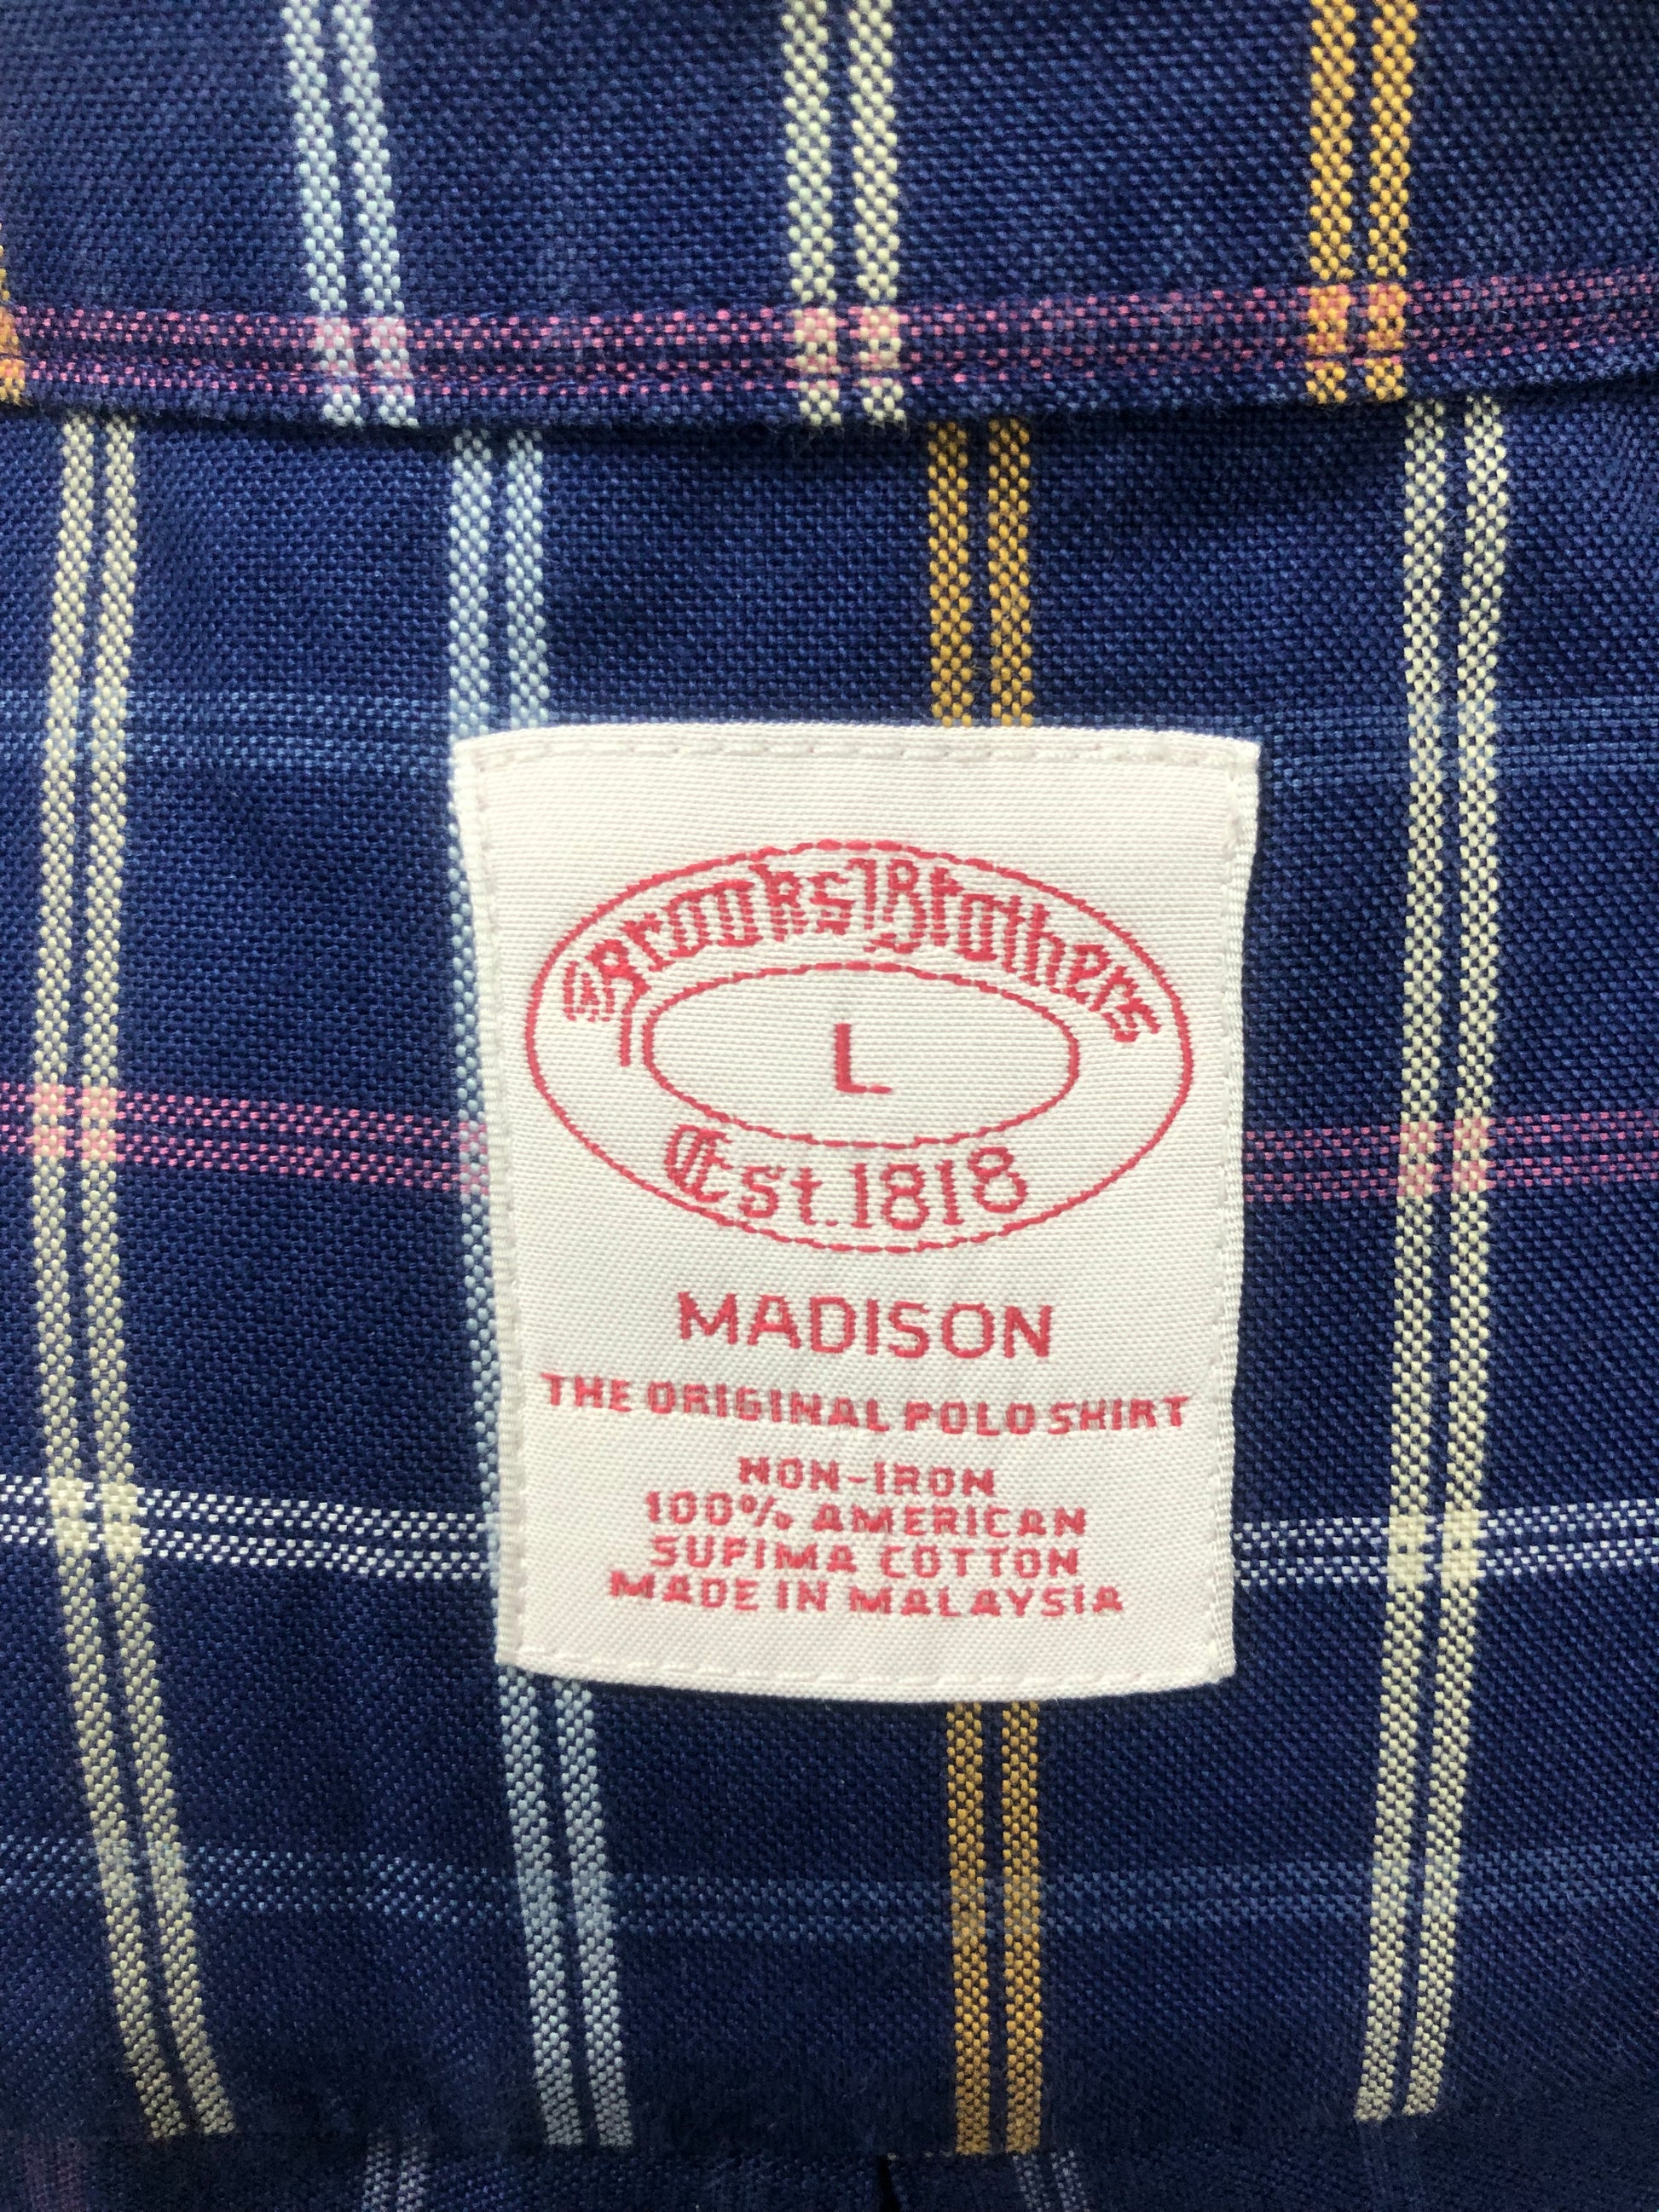 Brooks Brothers
L
Est. 1818
MADISON
THE ORIGINAL POLO SHIRT
NON-IRON
100% AMERICAN
SUPIMA COTTON
MADE IN MALAYSIA